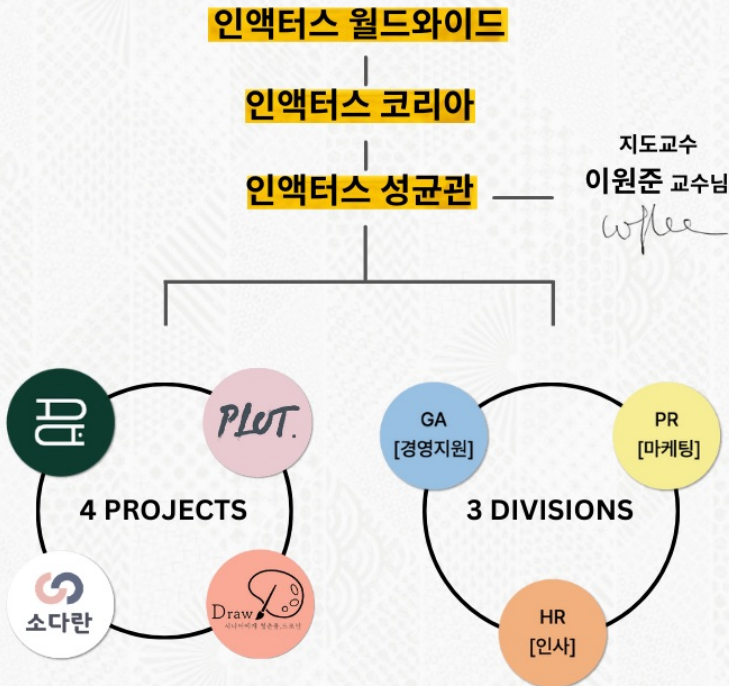 인액터스 월드와이드
인액터스 코리아
인액터스 성균관
지도교수
이원준 교수님
PLOT.
4 PROJECTS
소다란
Draw
GA
[경영지원]
PR
[마케팅]
3 DIVISIONS
HR
[인사]